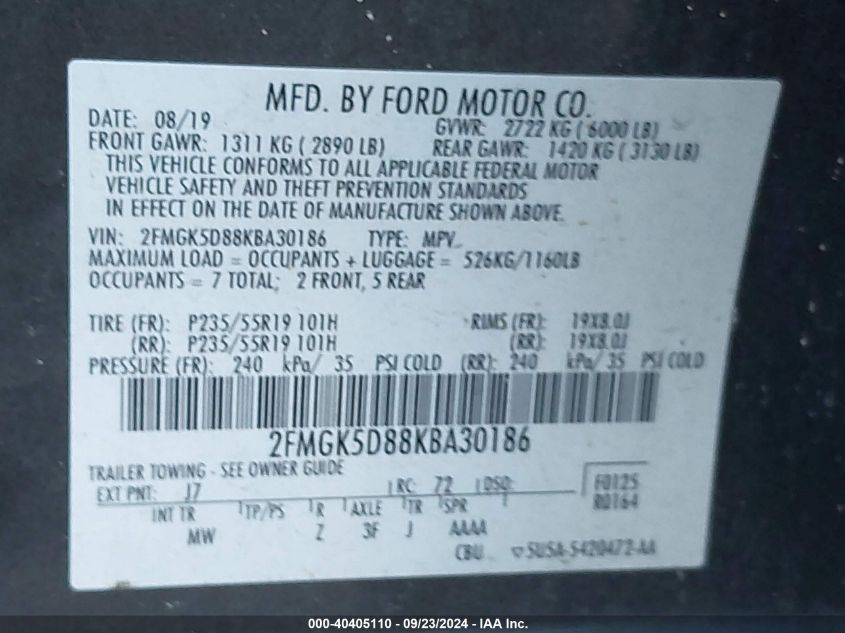 MFD. BY FORD MOTOR CO.
DATE: 08/19 GVWR: 2722 KG ( 6000 LB)
FRONT GAWR: 1311 KG ( 2890 LB) REAR GAWR: 1420 KG ( 3130 LB)
THIS VEHICLE CONFORMS TO ALL APPLICABLE FEDERAL MOTOR
VEHICLE SAFETY AND THEFT PREVENTION STANDARDS
IN EFFECT ON THE DATE OF MANUFACTURE SHOWN ABOVE.
VIN: 2FMGK5D88KBA30186 TYPE: MPV
MAXIMUM LOAD = OCCUPANTS + LUGGAGE = 526KG/1160LB
OCCUPANTS = 7 TOTAL; 2 FRONT, 5 REAR
TIRE (FR): P235/55R19 101H RIMS (FR): 19X8.0J
(RR): P235/55R19 101H (RR): 19X8.0J
PRESSURE (FR): 240 kPa/ 35 PSI COLD (RR): 240 kPa/ 35 PSI COLD
2FMGK5D88KBA30186
TRAILER TOWING - SEE OWNER GUIDE
EXT PNT: J7 RC: 72 DSO: F0125
R0164
INT TR TP/PS R AXLE TR SPR
MW Z 3F J AAAA
CBU 5U5A-5420472-AA
000-40405110 - 09/23/2024 - IAA Inc.